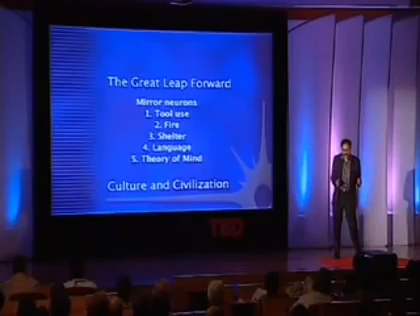 The Great Leap Forward
Mirror neurons
1. Tool use
2. Fire
3. Shelter
4. Language
5. Theory of Mind
Culture and Civilization
TED